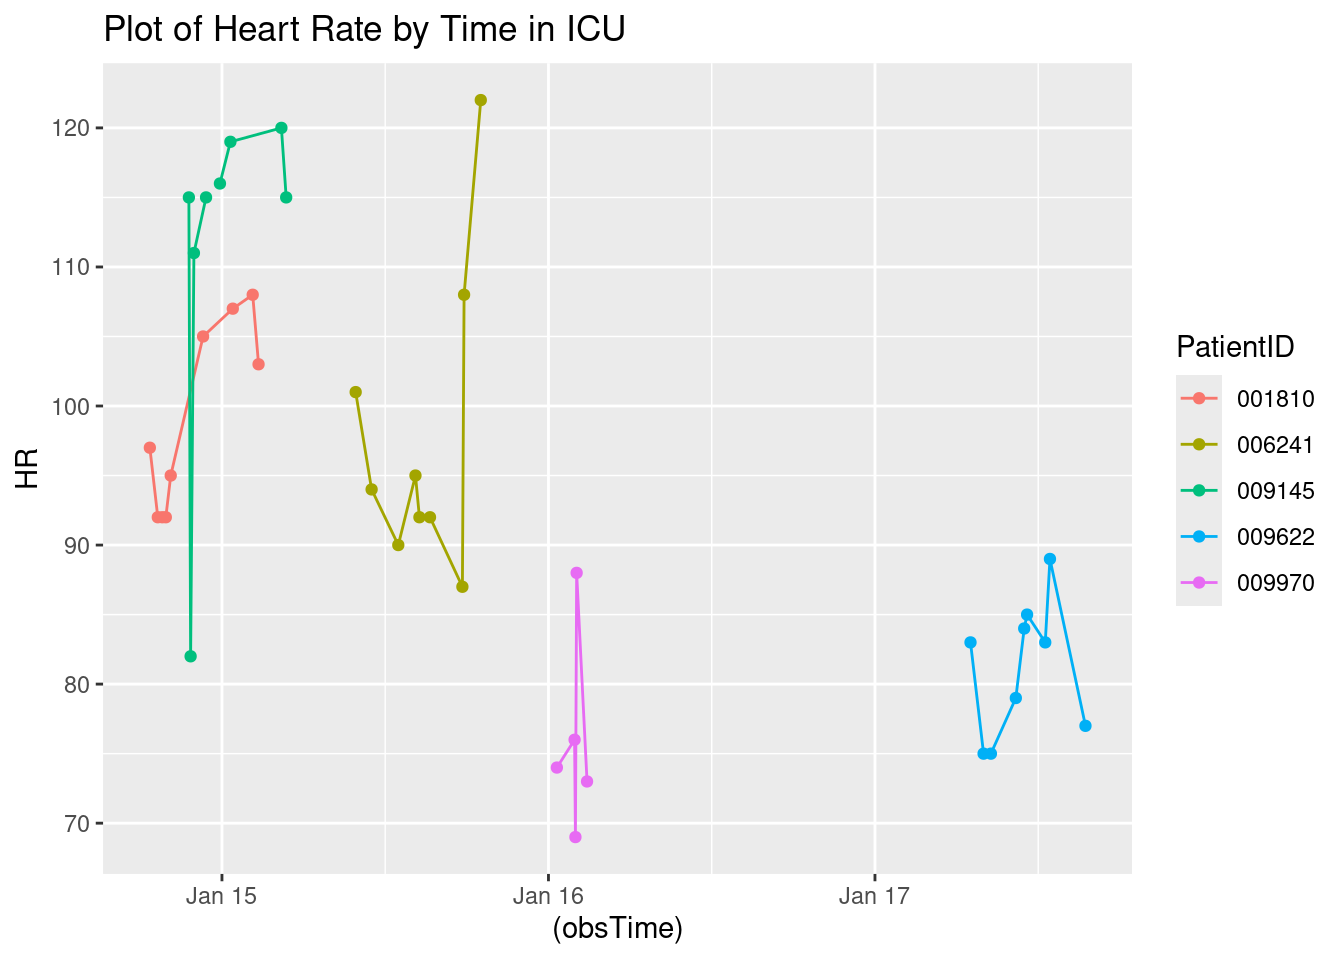 Plot of Heart Rate by Time in ICU
120
110
100
90
80
70
HR
Jan 15
Jan 16
Jan 17
(obsTime)
PatientID
001810
006241
009145
009622
009970